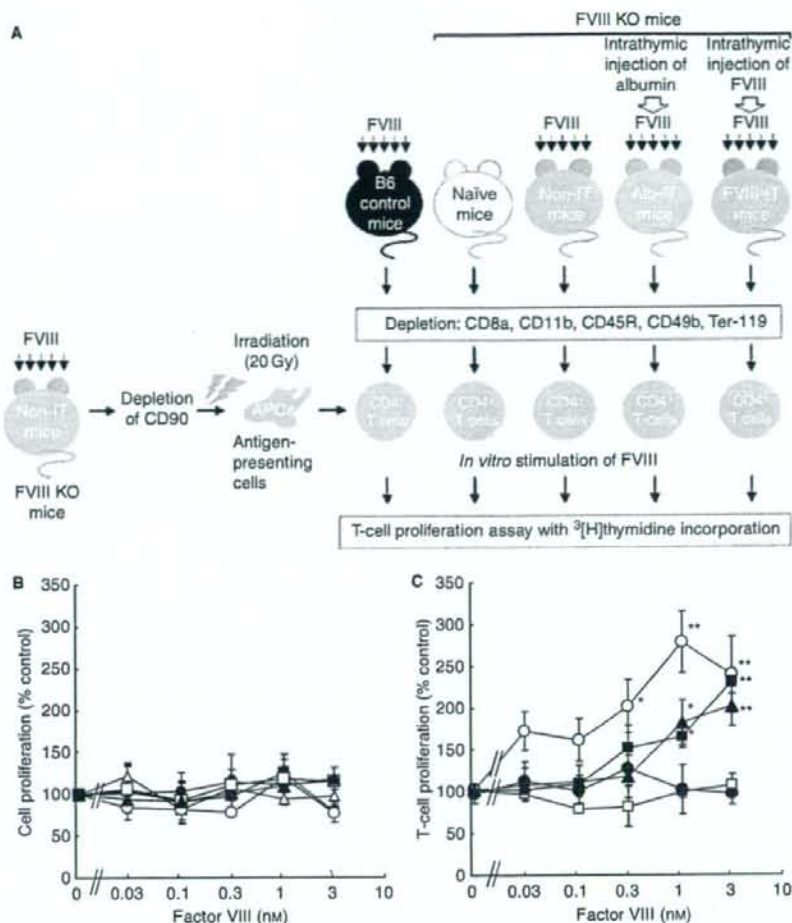 A
FVIII KO mice
Intrathymic injection of albumin
Intrathymic injection of FVIII
FVIII
FVIII
FVIII
FVIII
B6 control mice
Naïve mice
Non-IT mice
Alb-IT mice
FVIII-IT mice
Depletion: CD8a, CD11b, CD45R, CD49b, Ter-119
FVIII
Non-IT mice
FVIII KO mice
Depletion of CD90
Irradiation (20 Gy)
APCs
Antigen-presenting cells
CD4+ T-cells
CD4+ T-cells
CD4+ T-cells
CD4+ T-cells
CD4+ T-cells
In vitro stimulation of FVIII
T-cell proliferation assay with 3[H]thymidine incorporation
B
Cell proliferation (% control)
350
300
250
200
150
100
50
0
0 0.03 0.1 0.3 1 3 10
Factor VIII (nM)
C
T-cell proliferation (% control)
350
300
250
200
150
100
50
0
*
**
*
*
**
**
**
0 0.03 0.1 0.3 1 3 10
Factor VIII (nM)